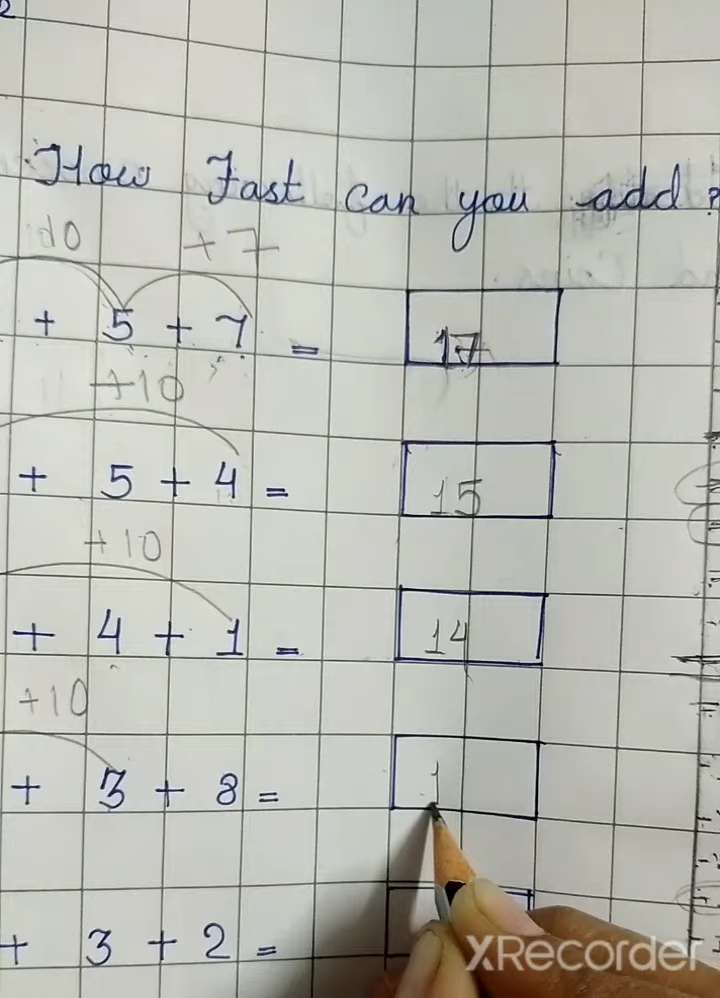 2
How Fast can you add?
10 +7
+ 5 + 7 = 17
+10
+ 5 + 4 = 15
+10
+ 4 + 1 = 14
+10
+ 3 + 8 = 1
+ 3 + 2 =
XRecorder